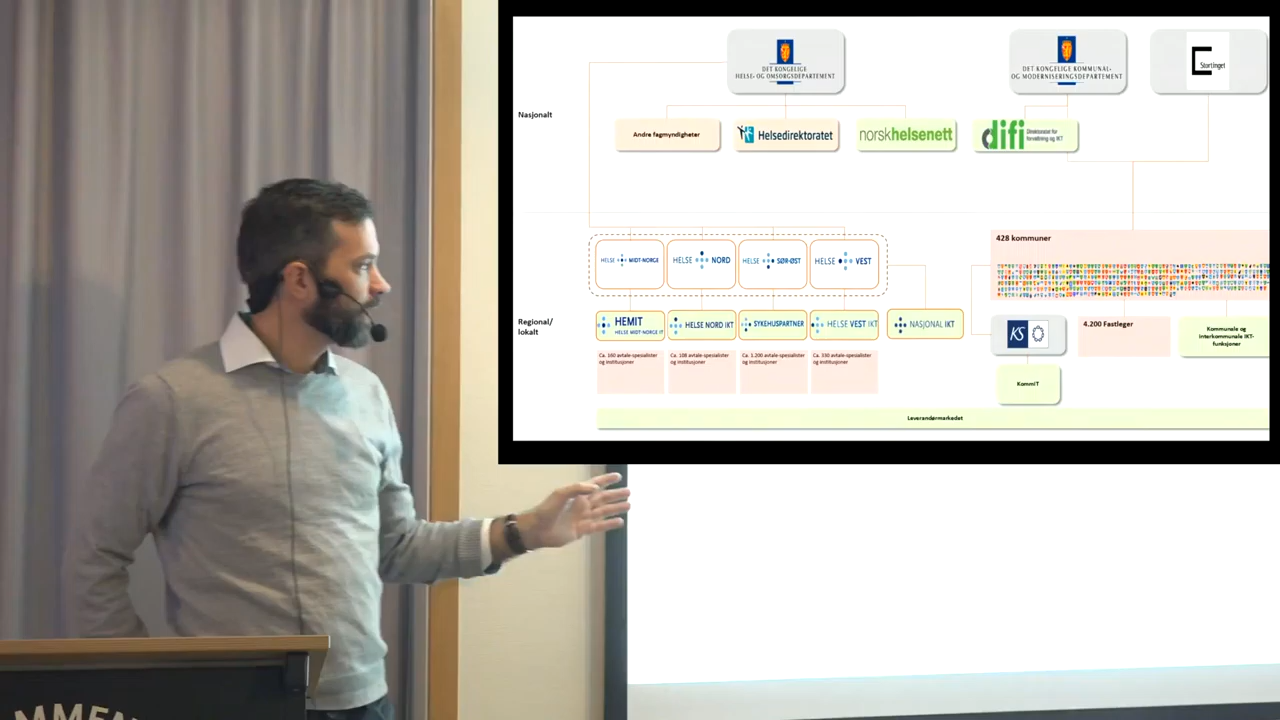 DET KONGELIGE
HELSE- OG OMSORGSDEPARTEMENT
DET KONGELIGE KOMMUNAL-
OG MODERNISERINGSDEPARTEMENT
Stortinget
Nasjonalt
Andre fagmyndigheter
Helsedirektoratet
norskhelsenett
difi
Direktoratet for
forvaltning og IKT
428 kommuner
HELSE MIDT-NORGE
HELSE NORD
HELSE SØR-ØST
HELSE VEST
Regional/
lokalt
HEMIT
HELSE MIDT-NORGE IT
HELSE NORD IKT
SYKEHUSPARTNER
HELSE VEST IKT
NASJONAL IKT
KS
4.200 Fastleger
Kommunale og
Interkommunale IKT-
funksjoner
Ca. 160 avtale-spesialister
og institusjoner
Ca. 108 avtale-spesialister
og institusjoner
Ca. 1.200 avtale-spesialister
og institusjoner
Ca. 330 avtale-spesialister
og institusjoner
KommIT
Leverandørmarkedet
MMEN